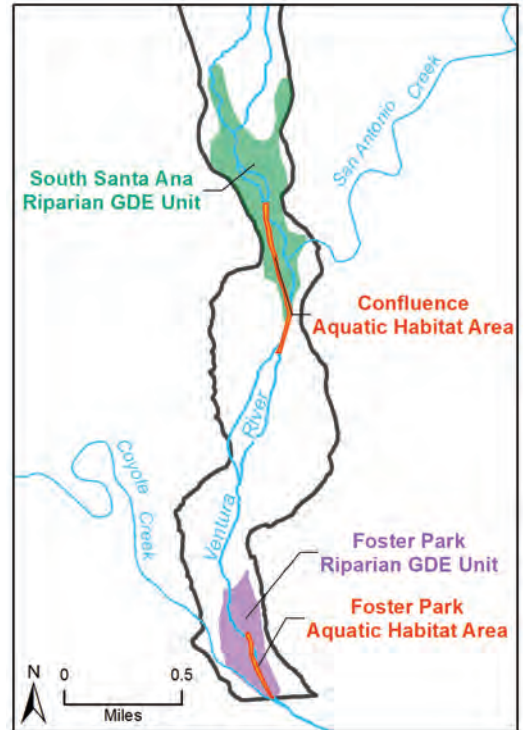 San Antonio Creek
South Santa Ana
Riparian GDE Unit
Confluence
Aquatic Habitat Area
River
Ventura
Coyote
Creek
Foster Park
Riparian GDE Unit
Foster Park
Aquatic Habitat Area
N
0 0.5
Miles